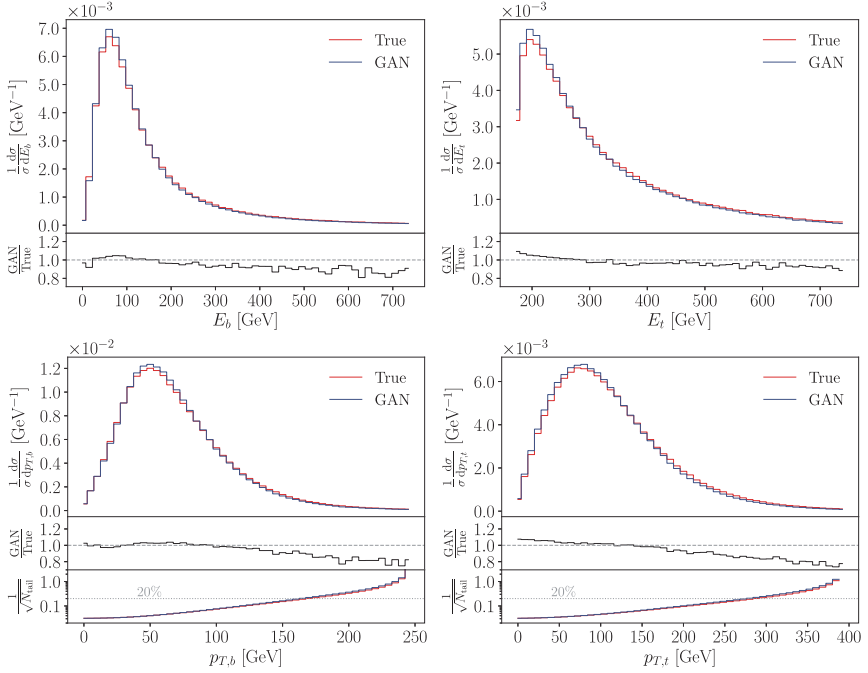 ×10⁻³
7.0
6.0
5.0
4.0
3.0
2.0
1.0
0.0
1/σ dσ/dE_b [GeV⁻¹]
True
GAN
GAN/True
1.2
1.0
0.8
0 100 200 300 400 500 600 700
E_b [GeV]
×10⁻³
5.0
4.0
3.0
2.0
1.0
1/σ dσ/dE_t [GeV⁻¹]
True
GAN
GAN/True
1.2
1.0
0.8
200 300 400 500 600 700
E_t [GeV]
×10⁻²
1.2
1.0
0.8
0.6
0.4
0.2
0.0
1/σ dσ/dp_{T,b} [GeV⁻¹]
True
GAN
GAN/True
1.2
1.0
0.8
1/√N_tail
1.0
0.1
20%
0 50 100 150 200 250
p_{T,b} [GeV]
×10⁻³
6.0
4.0
2.0
0.0
1/σ dσ/dp_{T,t} [GeV⁻¹]
True
GAN
GAN/True
1.2
1.0
0.8
1/√N_tail
1.0
0.1
20%
0 50 100 150 200 250 300 350 400
p_{T,t} [GeV]